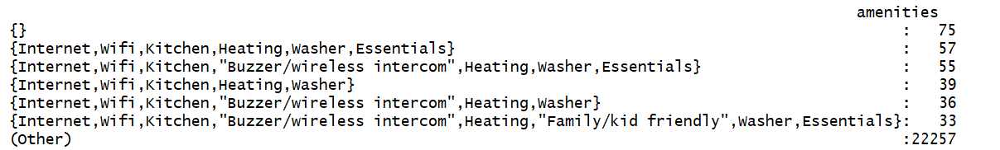 amenities
{} : 75
{Internet,Wifi,Kitchen,Heating,Washer,Essentials} : 57
{Internet,Wifi,Kitchen,"Buzzer/wireless intercom",Heating,Washer,Essentials} : 55
{Internet,Wifi,Kitchen,Heating,Washer} : 39
{Internet,Wifi,Kitchen,"Buzzer/wireless intercom",Heating,Washer} : 36
{Internet,Wifi,Kitchen,"Buzzer/wireless intercom",Heating,"Family/kid friendly",Washer,Essentials}: 33
(Other) :22257